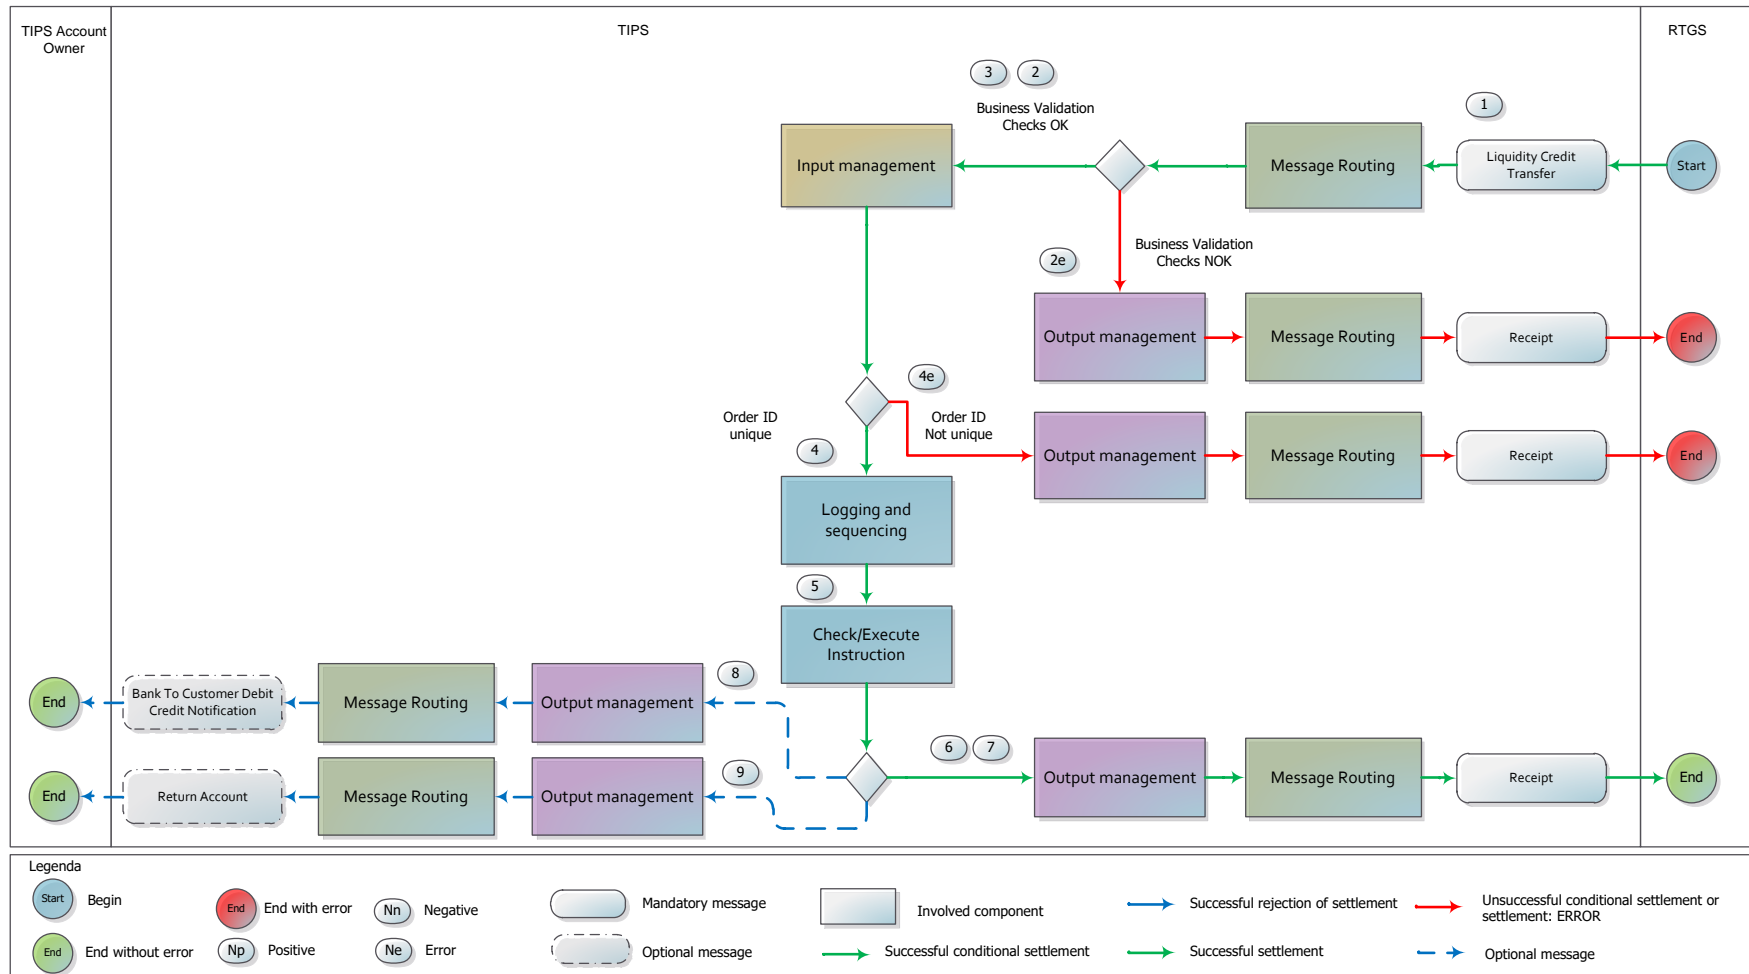 TIPS Account
Owner
TIPS
RTGS
3
2
1
Business Validation
Checks OK
Input management
Message Routing
Liquidity Credit
Transfer
Start
Business Validation
Checks NOK
2e
Output management
Message Routing
Receipt
End
4e
Order ID
unique
Order ID
Not unique
4
Output management
Message Routing
Receipt
End
Logging and
sequencing
5
Check/Execute
Instruction
8
End
Bank To Customer Debit
Credit Notification
Message Routing
Output management
6
7
9
End
Return Account
Message Routing
Output management
Output management
Message Routing
Receipt
End
Legenda
Start
Begin
End
End with error
Nn
Negative
Mandatory message
Involved component
Successful rejection of settlement
Unsuccessful conditional settlement or
settlement: ERROR
End
End without error
Np
Positive
Ne
Error
Optional message
Successful conditional settlement
Successful settlement
Optional message